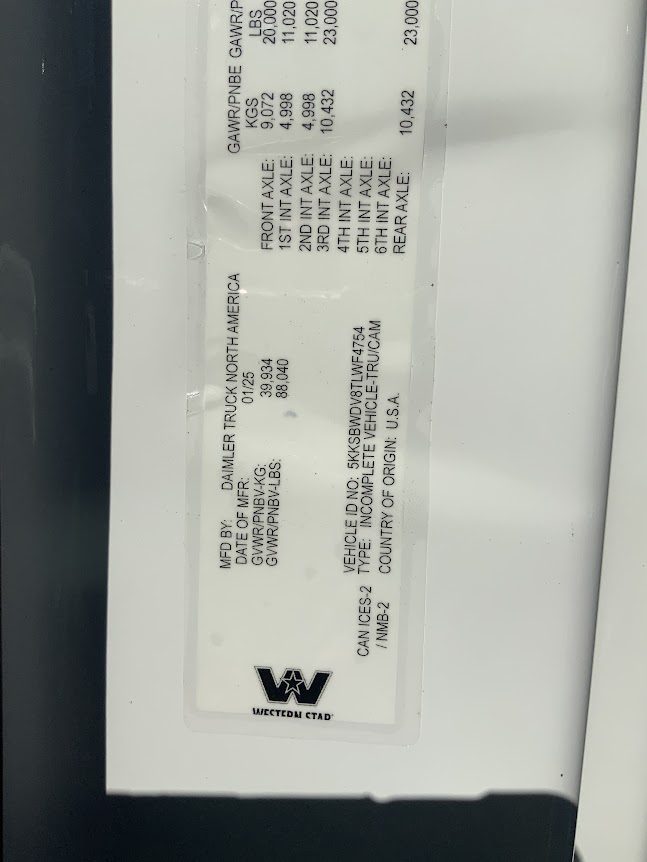 MFD BY: DAIMLER TRUCK NORTH AMERICA
DATE OF MFR: 01/25
GVWR/PNBV-KG: 39,934
GVWR/PNBV-LBS: 88,040
GAWR/PNBE GAWR/P
KGS LBS
FRONT AXLE: 9,072 20,000
1ST INT AXLE: 4,998 11,020
2ND INT AXLE: 4,998 11,020
3RD INT AXLE: 10,432 23,000
4TH INT AXLE:
5TH INT AXLE:
6TH INT AXLE:
REAR AXLE: 10,432 23,000
CAN ICES-2
/ NMB-2
VEHICLE ID NO: 5KKSBWDV8TLWF4754
TYPE: INCOMPLETE VEHICLE-TRU/CAM
COUNTRY OF ORIGIN: U.S.A.
WESTERN STAR